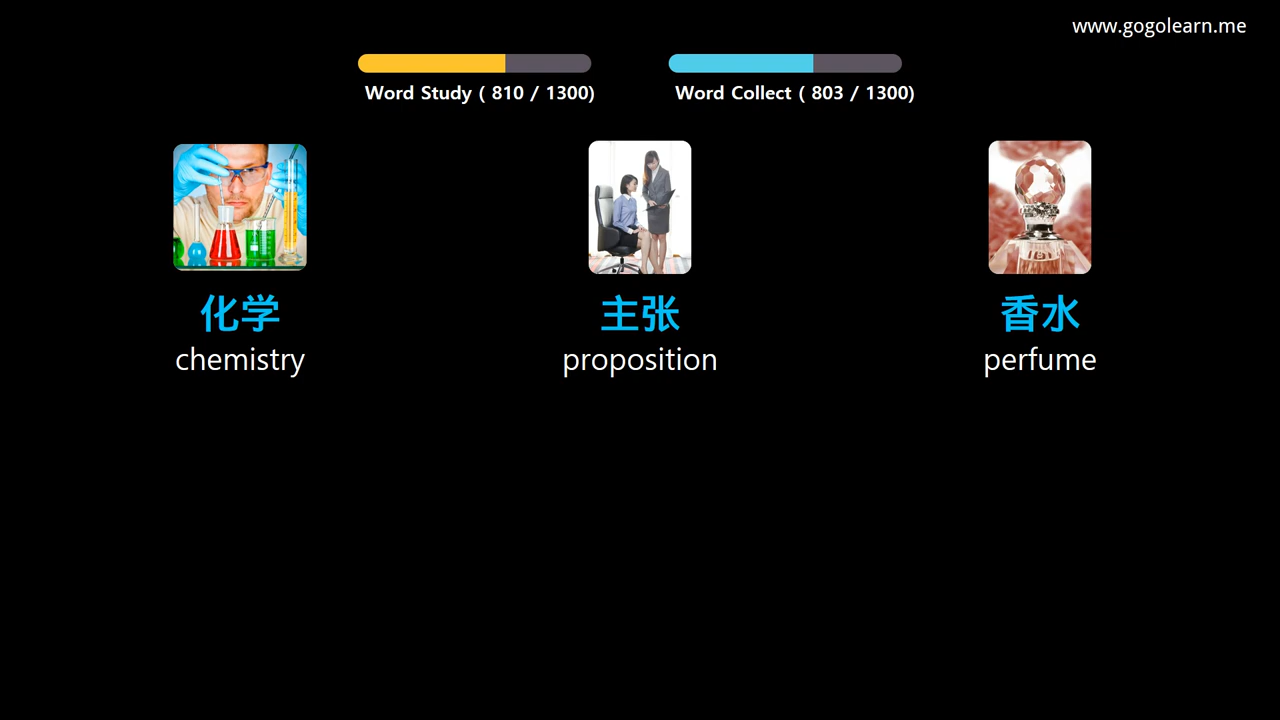 www.gogolearn.me
Word Study ( 810 / 1300)
Word Collect ( 803 / 1300)
化学
主张
香水
chemistry
proposition
perfume